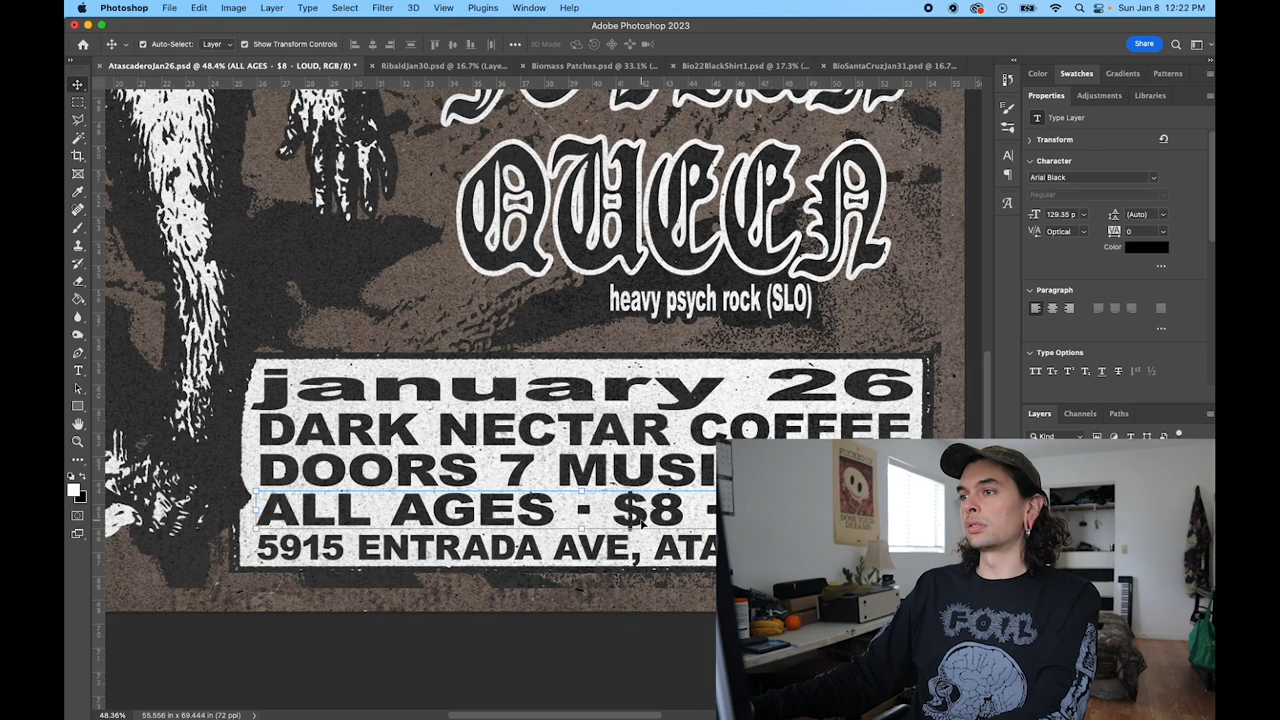 Photoshop File Edit Image Layer Type Select Filter 3D View Plugins Window Help
Sun Jan 8 12:22 PM
Adobe Photoshop 2023
Auto-Select: Layer Show Transform Controls 3D Mode: Share
AtascaderoJan26.psd @ 48.4% (ALL AGES - $8 - LOUD, RGB/8) * RibaldJan30.psd @ 16.7% (Laye... Biomass Patches.psd @ 33.1% (... Bio22BlackShirt1.psd @ 17.3% (... BioSantaCruzJan31.psd @ 16.7%...
Color Swatches Gradients Patterns
Properties Adjustments Libraries
Type Layer
Transform
Character
Arial Black
Regular
129.35 p (Auto)
Optical 0
Color
Paragraph
Type Options
Layers Channels Paths
Kind
QUEEN
heavy psych rock (SLO)
january 26
DARK NECTAR COFFEE
DOORS 7 MUSI
ALL AGES - $8 -
5915 ENTRADA AVE, ATA
FOIL
48.36% 55.556 in x 69.444 in (72 ppi)